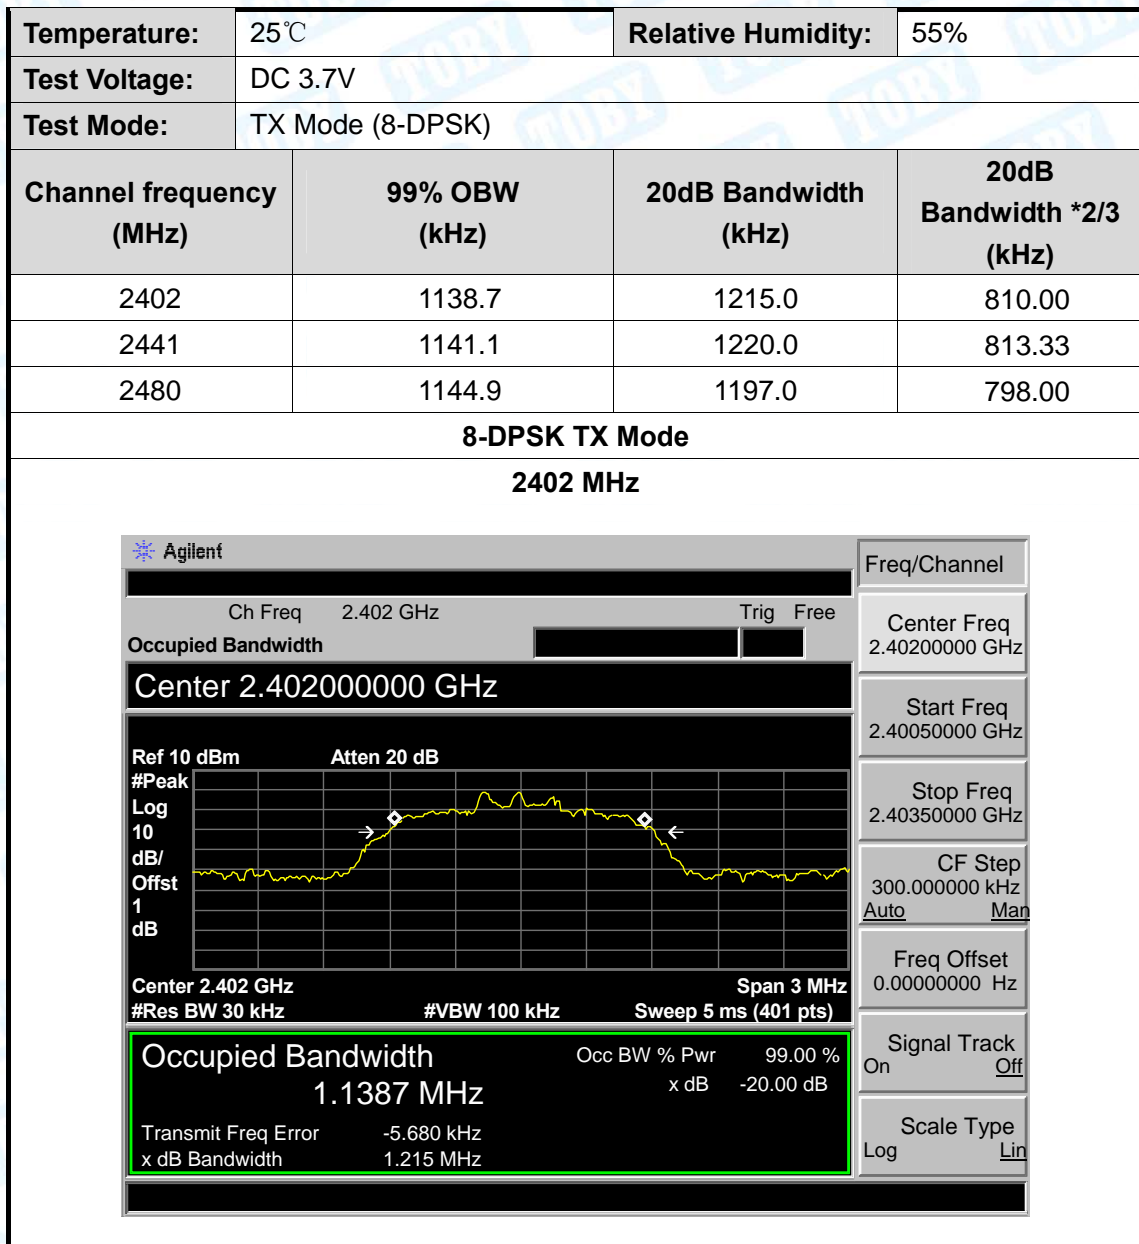 Temperature: 25℃ Relative Humidity: 55%
Test Voltage: DC 3.7V
Test Mode: TX Mode (8-DPSK)
Channel frequency (MHz) 99% OBW (kHz) 20dB Bandwidth (kHz) 20dB Bandwidth *2/3 (kHz)
2402 1138.7 1215.0 810.00
2441 1141.1 1220.0 813.33
2480 1144.9 1197.0 798.00
8-DPSK TX Mode
2402 MHz
Agilent
Freq/Channel
Ch Freq 2.402 GHz Trig Free
Occupied Bandwidth
Center 2.402000000 GHz
Center Freq
2.40200000 GHz
Start Freq
2.40050000 GHz
Stop Freq
2.40350000 GHz
CF Step
300.000000 kHz
Auto Man
Freq Offset
0.00000000 Hz
Signal Track
On Off
Scale Type
Log Lin
Ref 10 dBm Atten 20 dB
#Peak
Log
10
dB/
Offst
1
dB
Center 2.402 GHz Span 3 MHz
#Res BW 30 kHz #VBW 100 kHz Sweep 5 ms (401 pts)
Occupied Bandwidth Occ BW % Pwr 99.00 %
1.1387 MHz x dB -20.00 dB
Transmit Freq Error -5.680 kHz
x dB Bandwidth 1.215 MHz
TOBY
TOBY
TOBY
TOBY
TOBY
TOBY